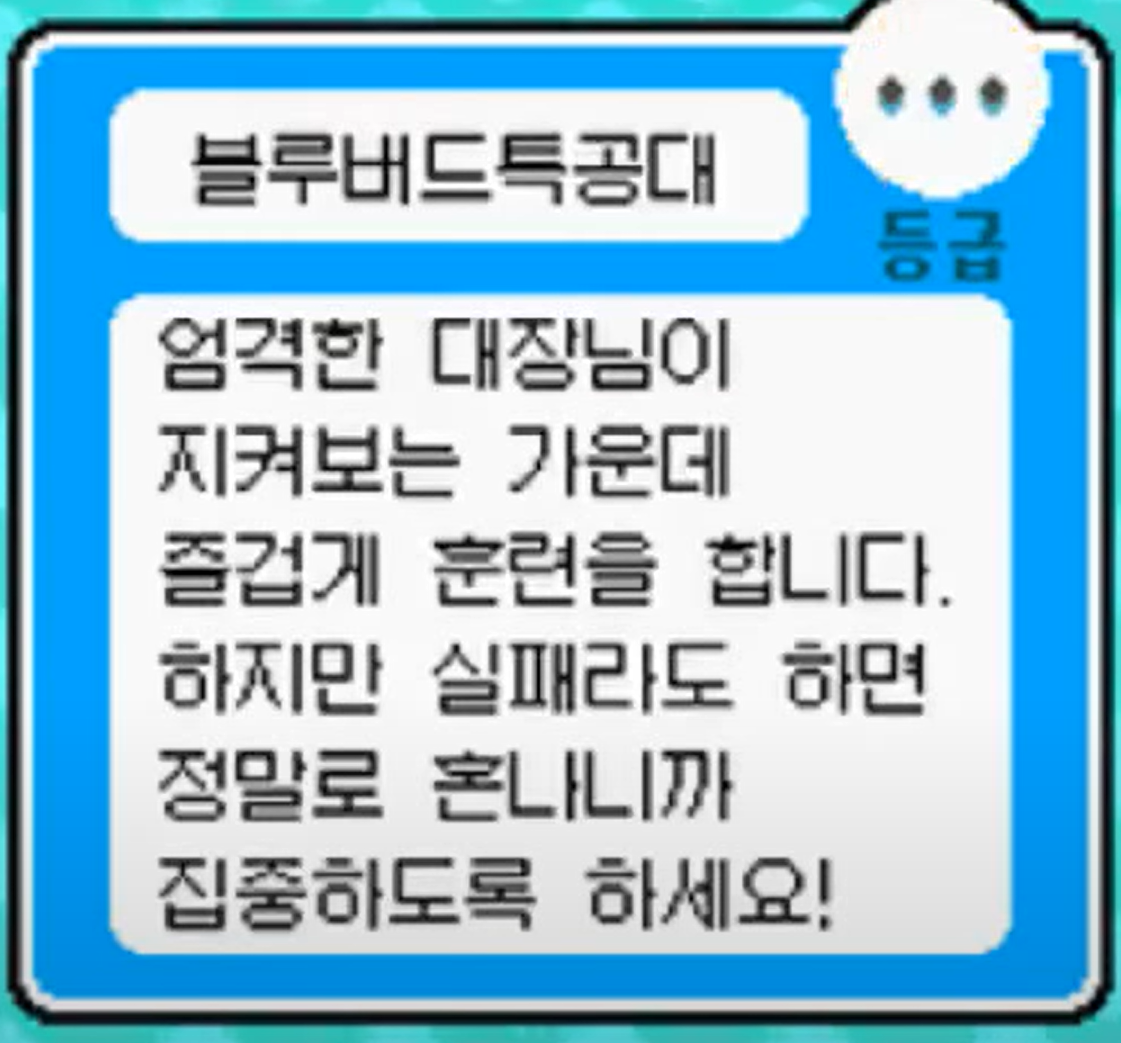 블루버드특공대
등급
엄격한 대장님이
지켜보는 가운데
즐겁게 훈련을 합니다.
하지만 실패라도 하면
정말로 혼나니까
집중하도록 하세요!